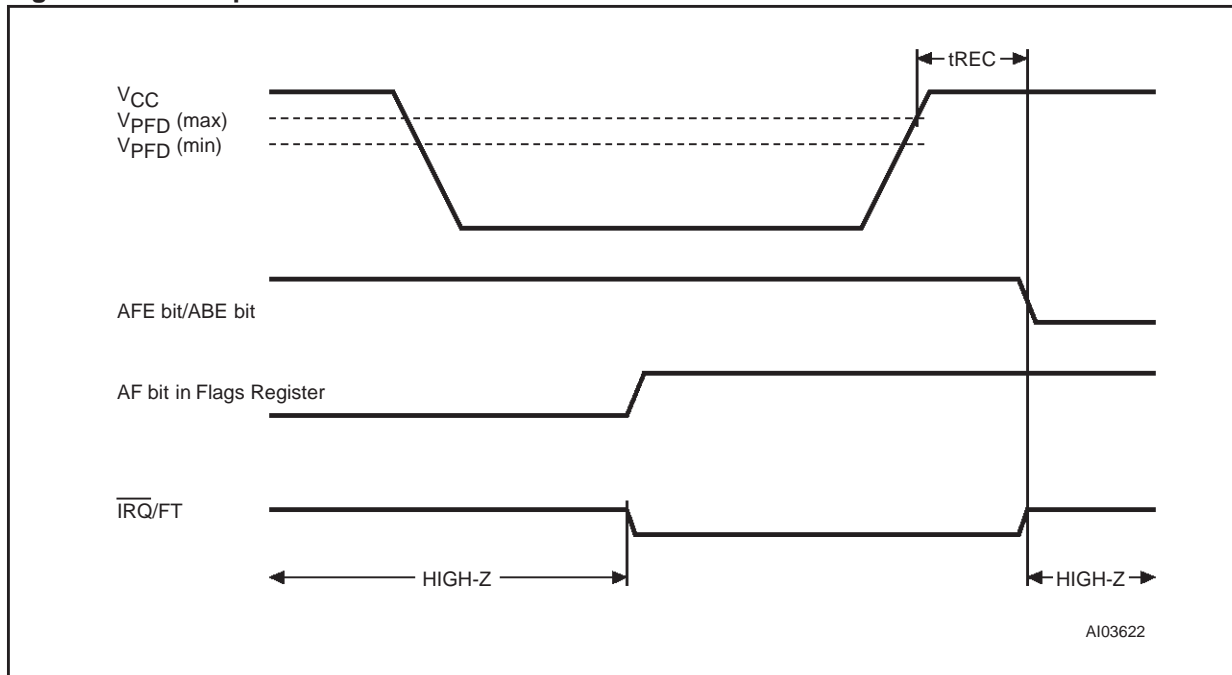 tREC
VCC
VPFD (max)
VPFD (min)
AFE bit/ABE bit
AF bit in Flags Register
IRQ/FT
HIGH-Z
HIGH-Z
AI03622